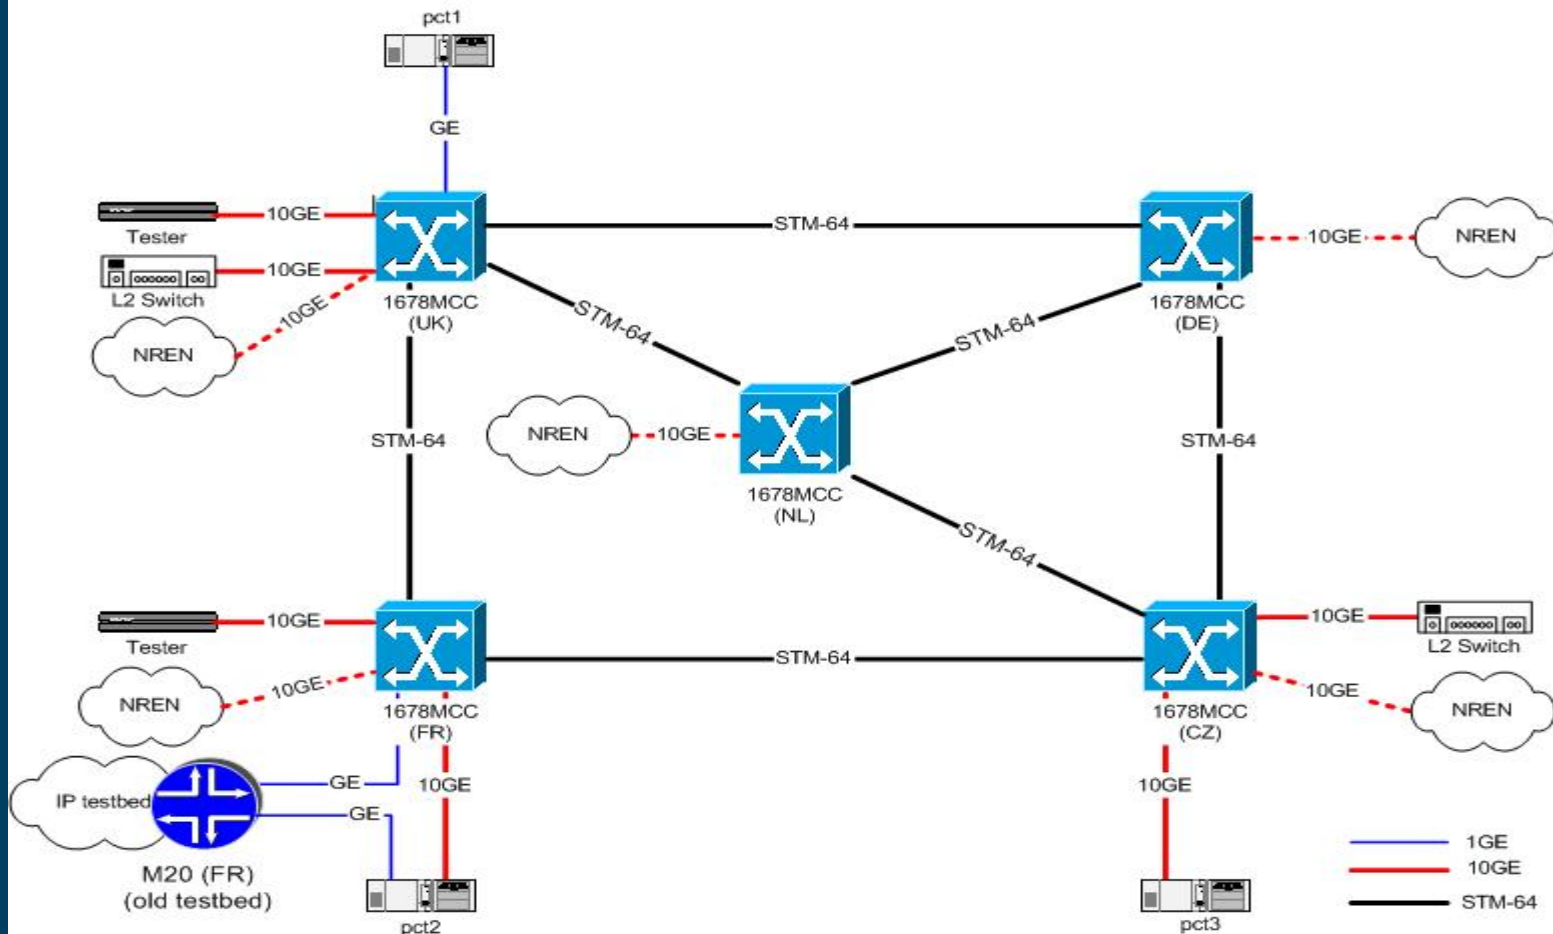 pct1
GE
10GE
Tester
10GE
L2 Switch
10GE
NREN
1678MCC
(UK)
STM-64
1678MCC
(DE)
10GE
NREN
STM-64
STM-64
NREN
10GE
1678MCC
(NL)
STM-64
STM-64
STM-64
10GE
Tester
10GE
NREN
1678MCC
(FR)
STM-64
1678MCC
(CZ)
10GE
L2 Switch
10GE
NREN
IP testbed
GE
GE
10GE
10GE
M20 (FR)
(old testbed)
pct2
pct3
1GE
10GE
STM-64